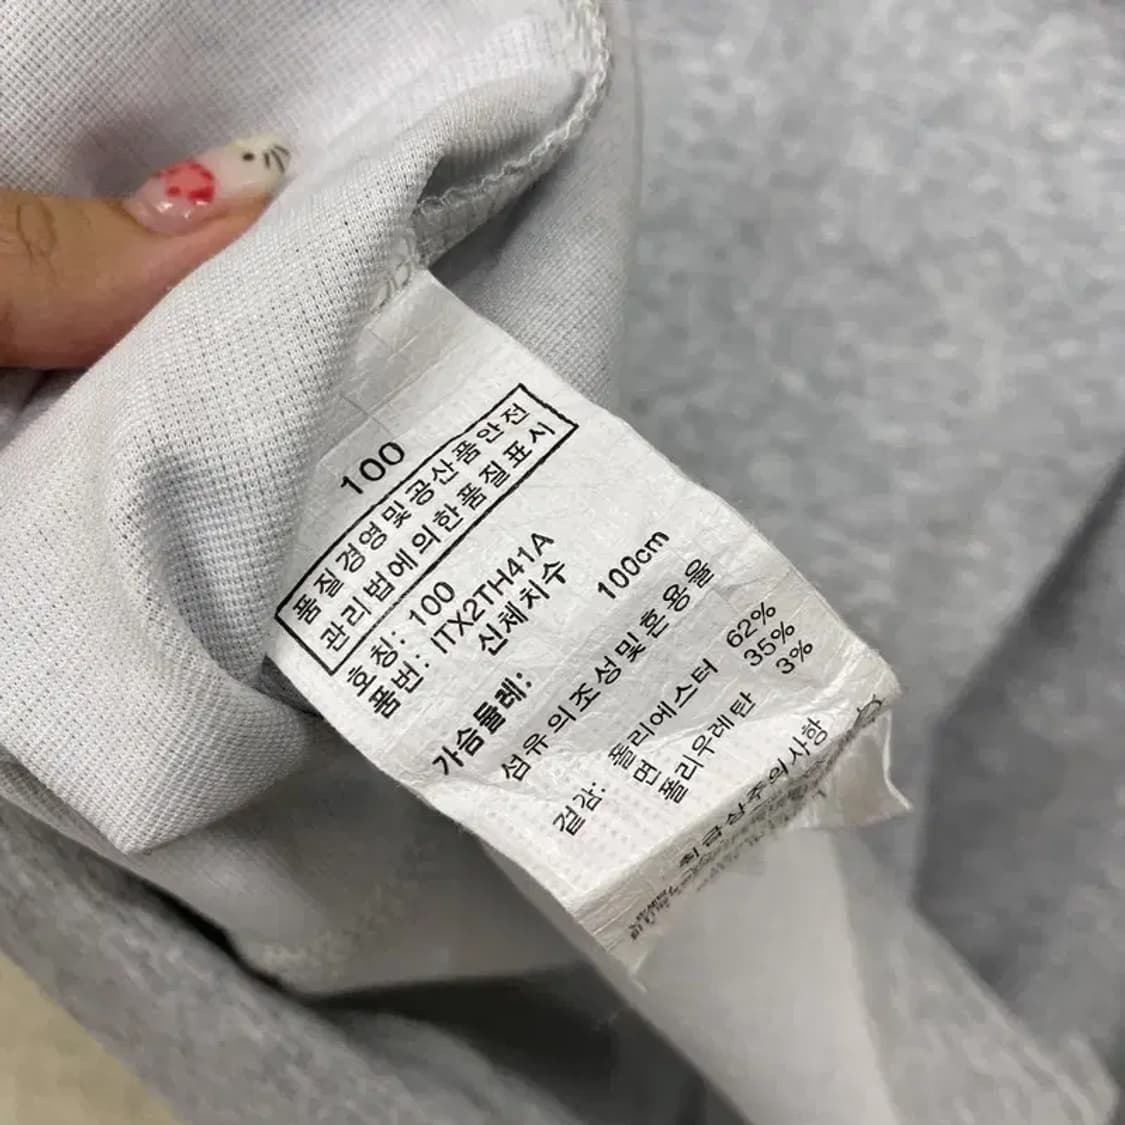 100
품질경영및공산품안전
관리법에의한품질표시
호칭: 100
품번: ITX2TH41A
신체치수
가슴둘레: 100cm
섬유의조성및혼용율
겉감: 폴리에스터 62%
면 35%
폴리우레탄 3%
취급상주의사항